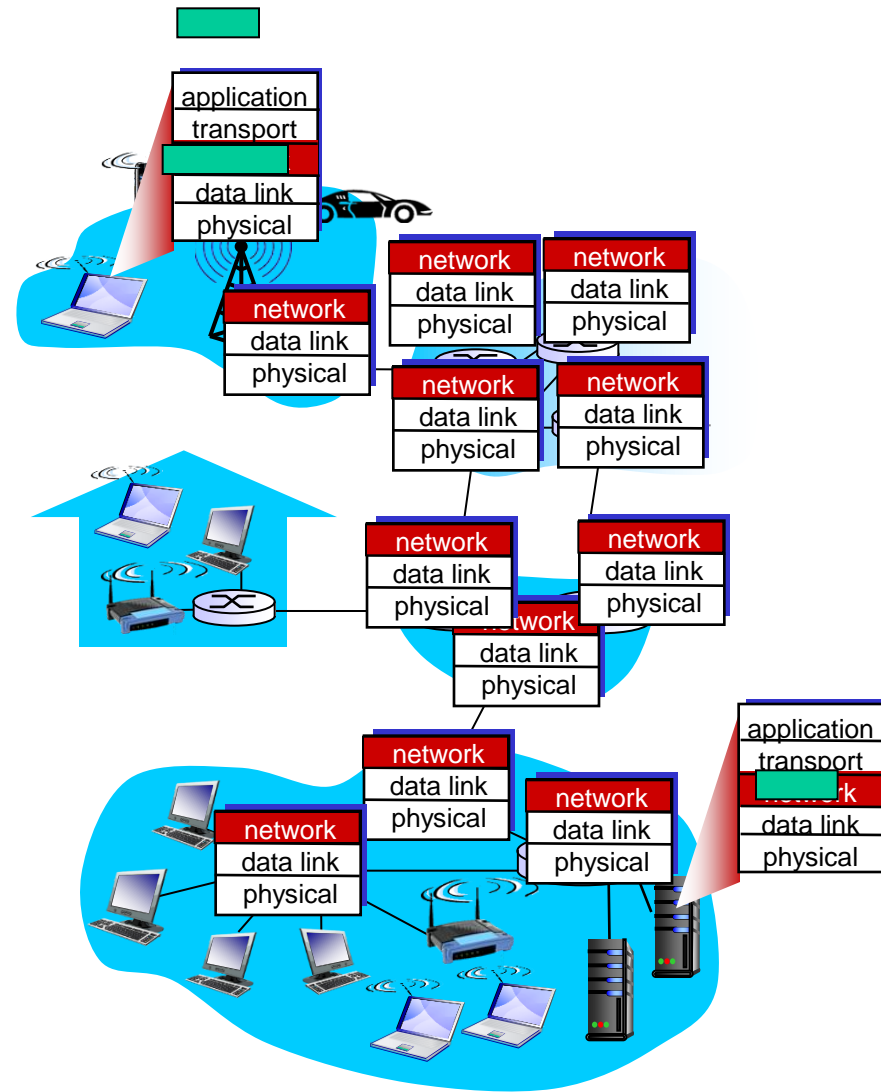 application
transport
data link
physical
network
data link
physical
network
data link
physical
network
data link
physical
network
data link
physical
network
data link
physical
network
data link
physical
network
data link
physical
network
data link
physical
application
transport
network
data link
physical
network
data link
physical
network
data link
physical
network
data link
physical